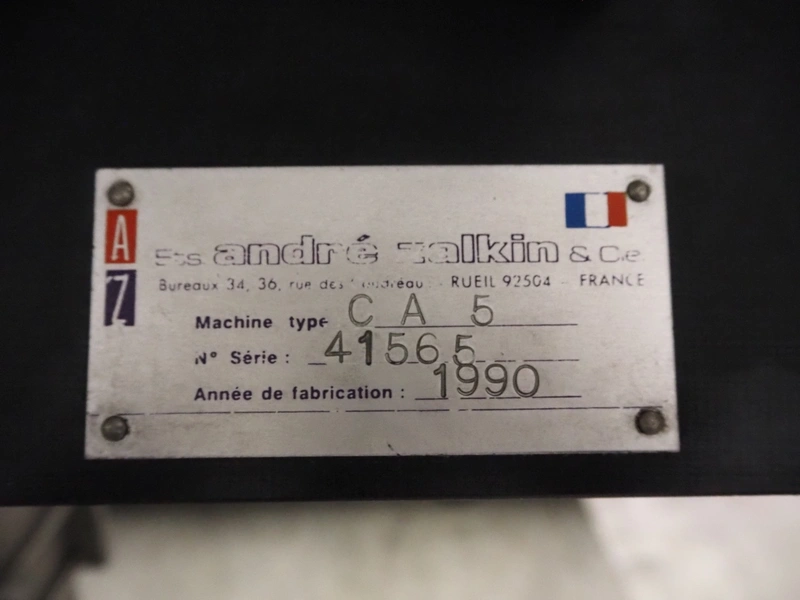 A
Z
Ets. andré zalkin & Cie
Bureaux 34, 36, rue des - RUEIL 92504 - FRANCE
Machine type C A 5
N° Série : 41565
Année de fabrication : 1990